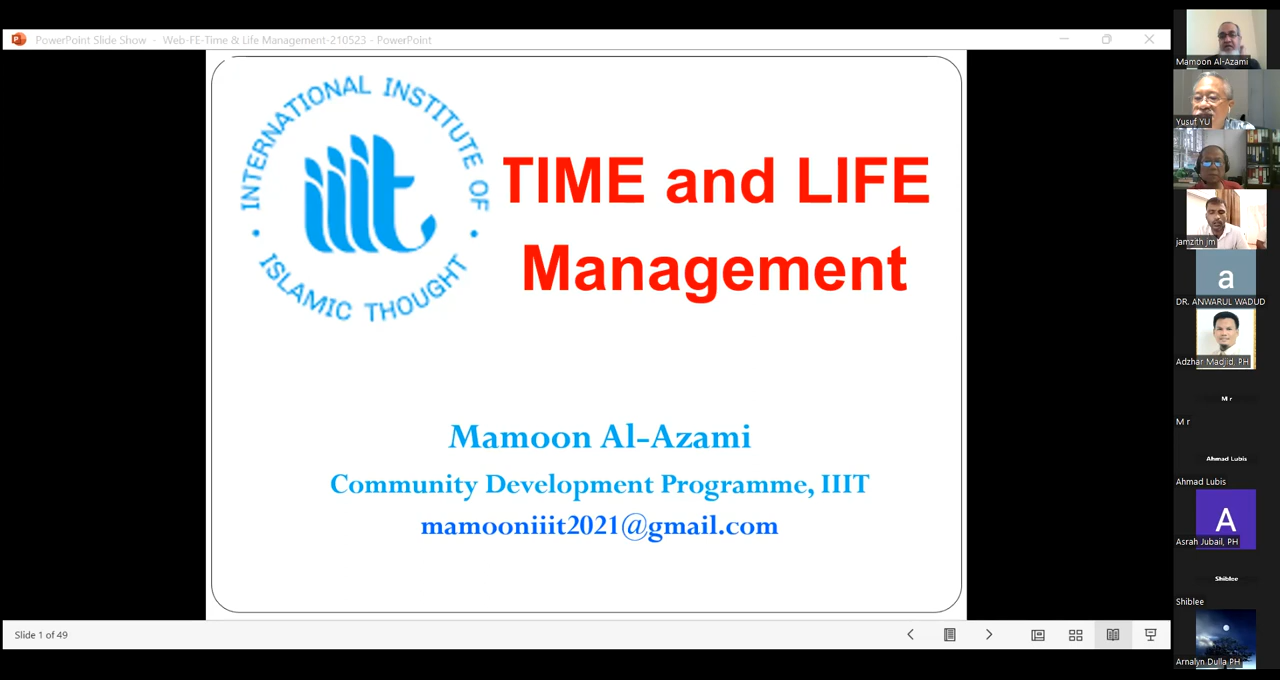 PowerPoint Slide Show - Web-FE-Time & Life Management-210523 - PowerPoint
INTERNATIONAL INSTITUTE OF
• ISLAMIC THOUGHT •
iiit
TIME and LIFE
Management
Mamoon Al-Azami
Community Development Programme, IIIT
mamooniiit2021@gmail.com
Slide 1 of 49
Mamoon Al-Azami
Yusuf YU
jamzith jm
a
DR. ANWARUL WADUD
Adzhar Madjid, PH
M r
M r
Ahmad Lubis
Ahmad Lubis
A
Asrah Jubail, PH
Shiblee
Shiblee
Arnalyn Dulla PH